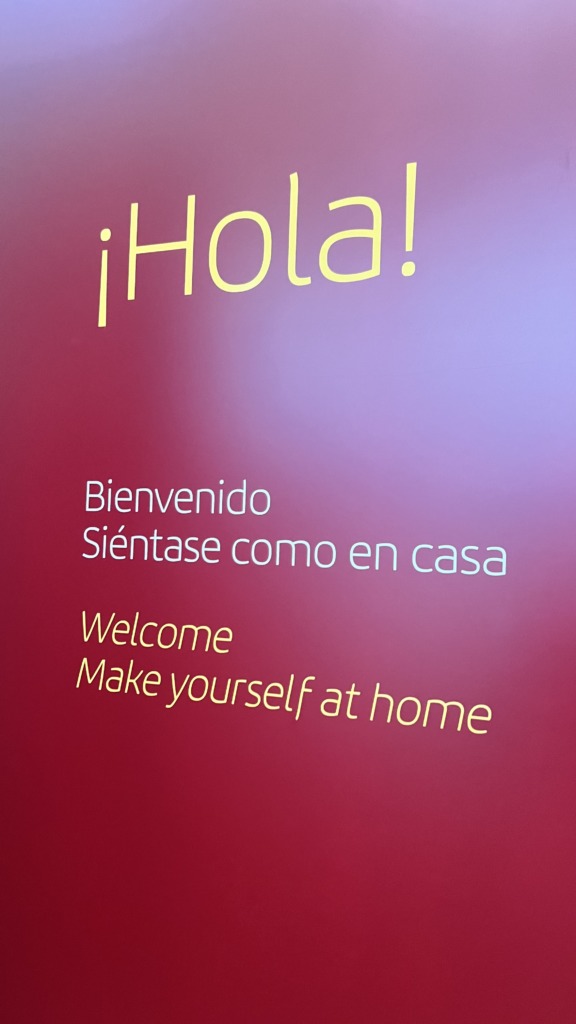 ¡Hola!
Bienvenido
Siéntase como en casa
Welcome
Make yourself at home